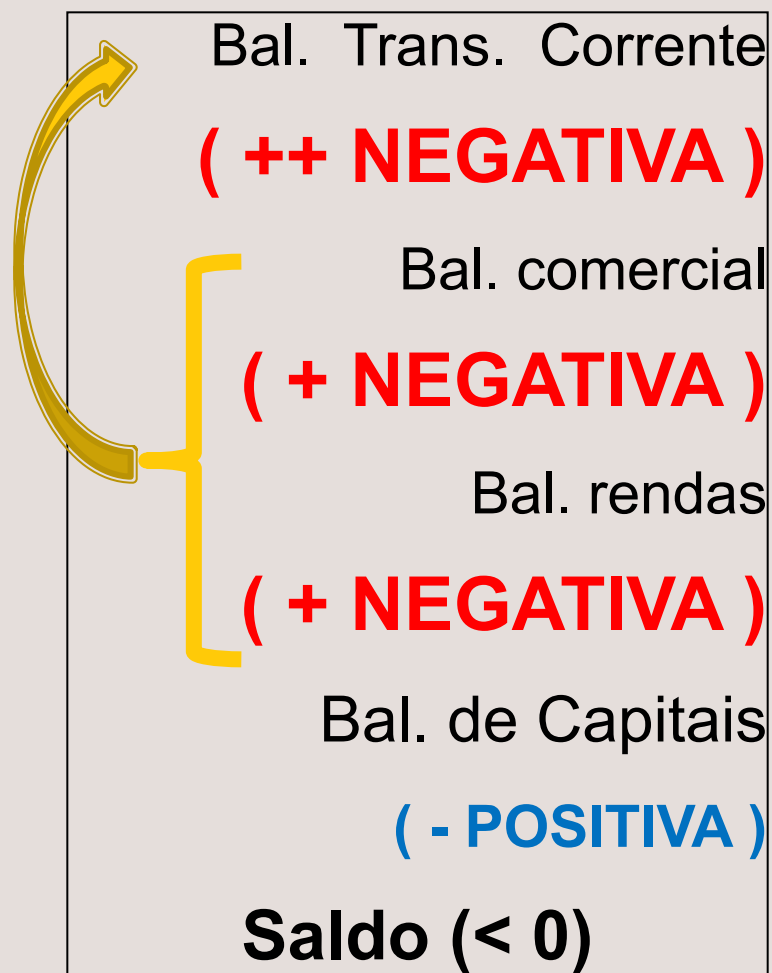 Bal. Trans. Corrente
( ++ NEGATIVA )
Bal. comercial
( + NEGATIVA )
Bal. rendas
( + NEGATIVA )
Bal. de Capitais
( - POSITIVA )
Saldo (< 0)